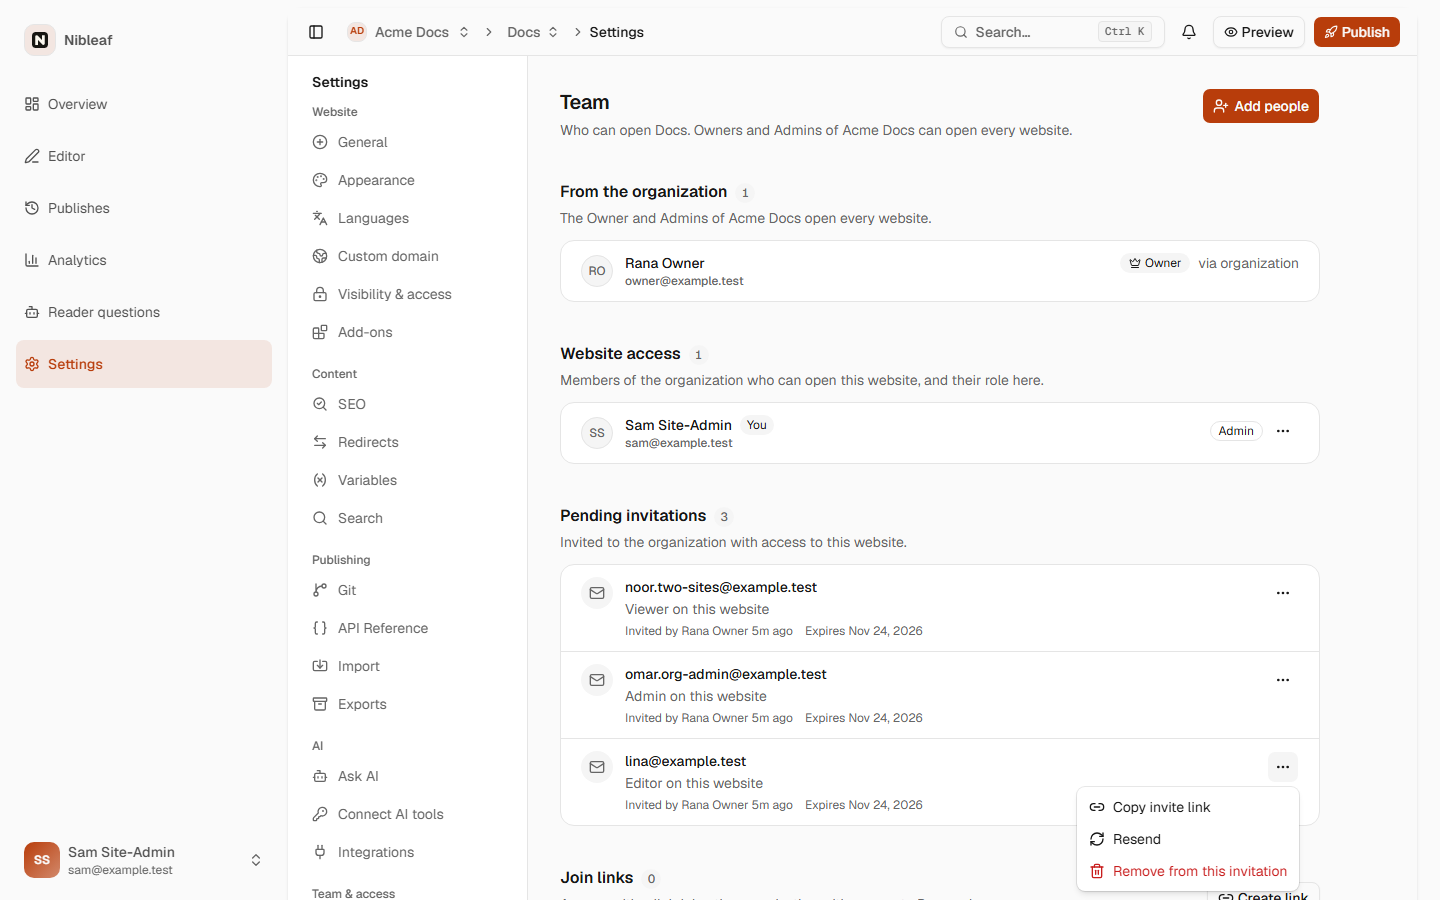 Nibleaf
Overview
Editor
Publishes
Analytics
Reader questions
Settings
SS
Sam Site-Admin
sam@example.test
AD Acme Docs
Docs
Settings
Search...
Ctrl K
Preview
Publish
Settings
Website
General
Appearance
Languages
Custom domain
Visibility & access
Add-ons
Content
SEO
Redirects
Variables
Search
Publishing
Git
API Reference
Import
Exports
AI
Ask AI
Connect AI tools
Integrations
Team & access
Team
Who can open Docs. Owners and Admins of Acme Docs can open every website.
Add people
From the organization 1
The Owner and Admins of Acme Docs open every website.
RO
Rana Owner
owner@example.test
Owner
via organization
Website access 1
Members of the organization who can open this website, and their role here.
SS
Sam Site-Admin You
sam@example.test
Admin
Pending invitations 3
Invited to the organization with access to this website.
noor.two-sites@example.test
Viewer on this website
Invited by Rana Owner 5m ago Expires Nov 24, 2026
omar.org-admin@example.test
Admin on this website
Invited by Rana Owner 5m ago Expires Nov 24, 2026
lina@example.test
Editor on this website
Invited by Rana Owner 5m ago Expires Nov 24, 2026
Copy invite link
Resend
Remove from this invitation
Join links 0
Create link